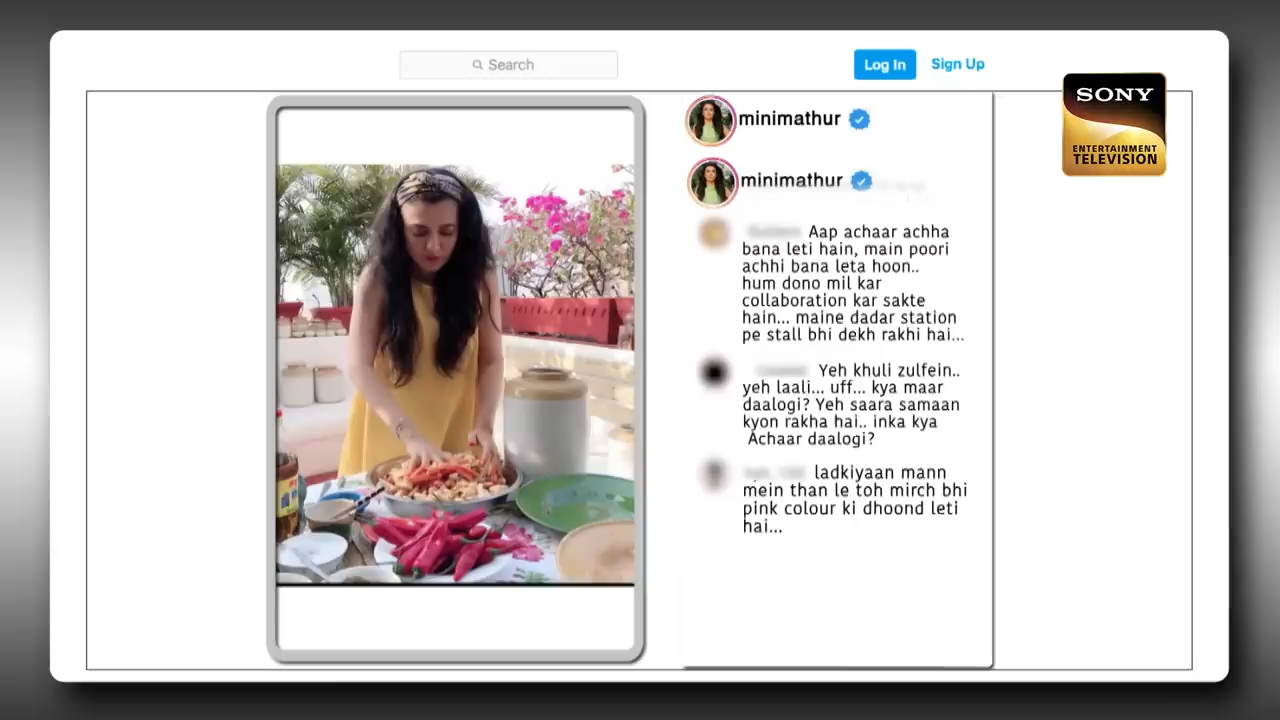 Search
Log In
Sign Up
SONY
ENTERTAINMENT
TELEVISION
minimathur
minimathur
Aap achaar achha
bana leti hain, main poori
achhi bana leta hoon..
hum dono mil kar
collaboration kar sakte
hain... maine dadar station
pe stall bhi dekh rakhi hai...
Yeh khuli zulfein..
yeh laali... uff... kya maar
daalogi? Yeh saara samaan
kyon rakha hai.. inka kya
Achaar daalogi?
ladkiyaan mann
mein than le toh mirch bhi
pink colour ki dhoond leti
hai...